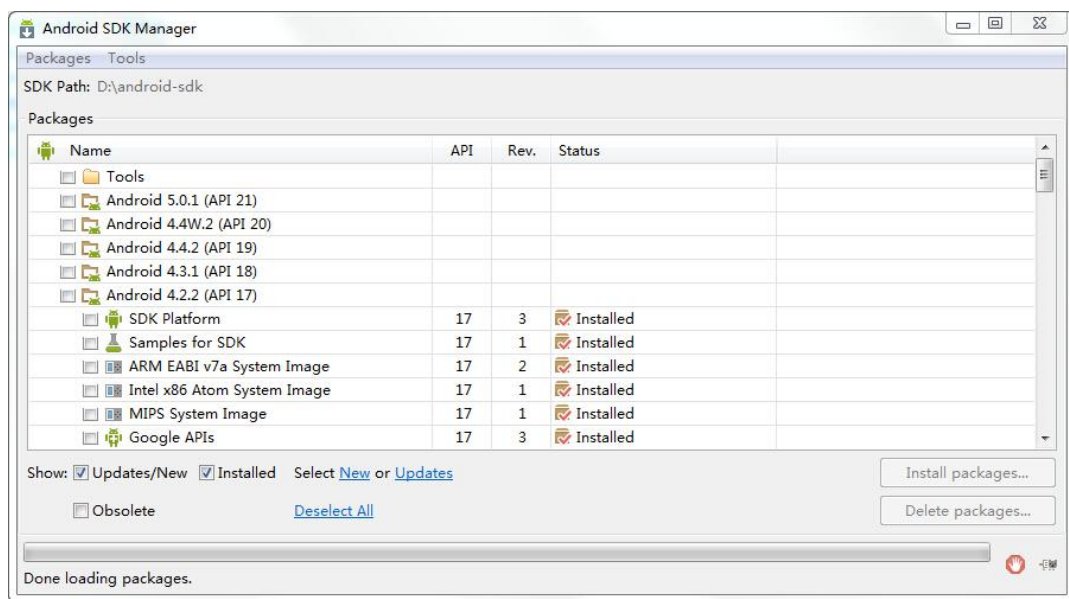 Android SDK Manager
Packages Tools
SDK Path: D:\android-sdk
Packages
Name API Rev. Status
Tools
Android 5.0.1 (API 21)
Android 4.4W.2 (API 20)
Android 4.4.2 (API 19)
Android 4.3.1 (API 18)
Android 4.2.2 (API 17)
SDK Platform 17 3 Installed
Samples for SDK 17 1 Installed
ARM EABI v7a System Image 17 2 Installed
Intel x86 Atom System Image 17 1 Installed
MIPS System Image 17 1 Installed
Google APIs 17 3 Installed
Show: Updates/New Installed Select New or Updates Install packages...
Obsolete Deselect All Delete packages...
Done loading packages.